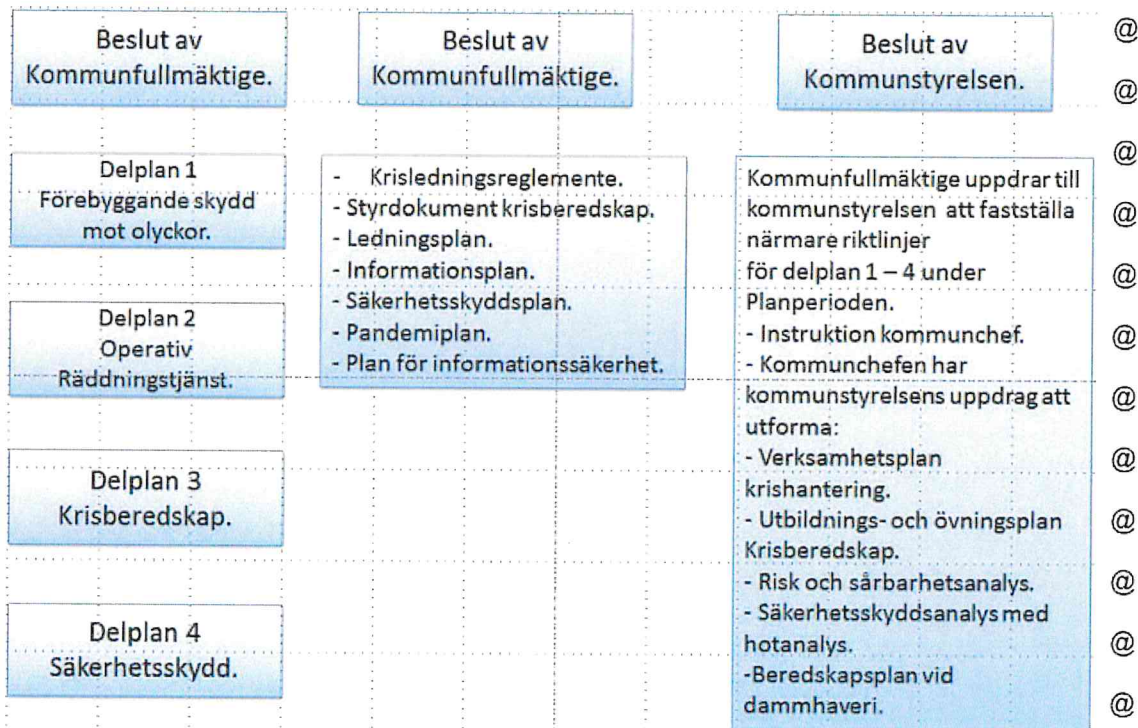 Beslut av
Kommunfullmäktige.
Delplan 1
Förebyggande skydd
mot olyckor.
Delplan 2
Operativ
Räddningstjänst.
Delplan 3
Krisberedskap.
Delplan 4
Säkerhetsskydd.
Beslut av
Kommunfullmäktige.
- Krisledningsreglemente.
- Styrdokument krisberedskap.
- Ledningsplan.
- Informationsplan.
- Säkerhetsskyddsplan.
- Pandemiplan.
- Plan för informationssäkerhet.
Beslut av
Kommunstyrelsen.
Kommunfullmäktige uppdrar till
kommunstyrelsen att fastställa
närmare riktlinjer
för delplan 1 – 4 under
Planperioden.
- Instruktion kommunchef.
- Kommunchefen har
kommunstyrelsens uppdrag att
utforma:
- Verksamhetsplan
krishantering.
- Utbildnings- och övningsplan
Krisberedskap.
- Risk och sårbarhetsanalys.
- Säkerhetsskyddsanalys med
hotanalys.
-Beredskapsplan vid
dammhaveri.
@
@
@
@
@
@
@
@
@
@
@
@